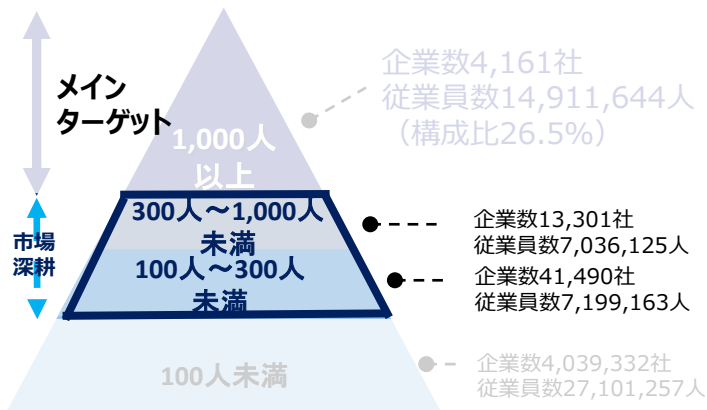 メイン
ターゲット
1,000人
以上
企業数4,161社
従業員数14,911,644人
（構成比26.5%）
市場
深耕
300人～1,000人
未満
企業数13,301社
従業員数7,036,125人
100人～300人
未満
企業数41,490社
従業員数7,199,163人
100人未満
企業数4,039,332社
従業員数27,101,257人